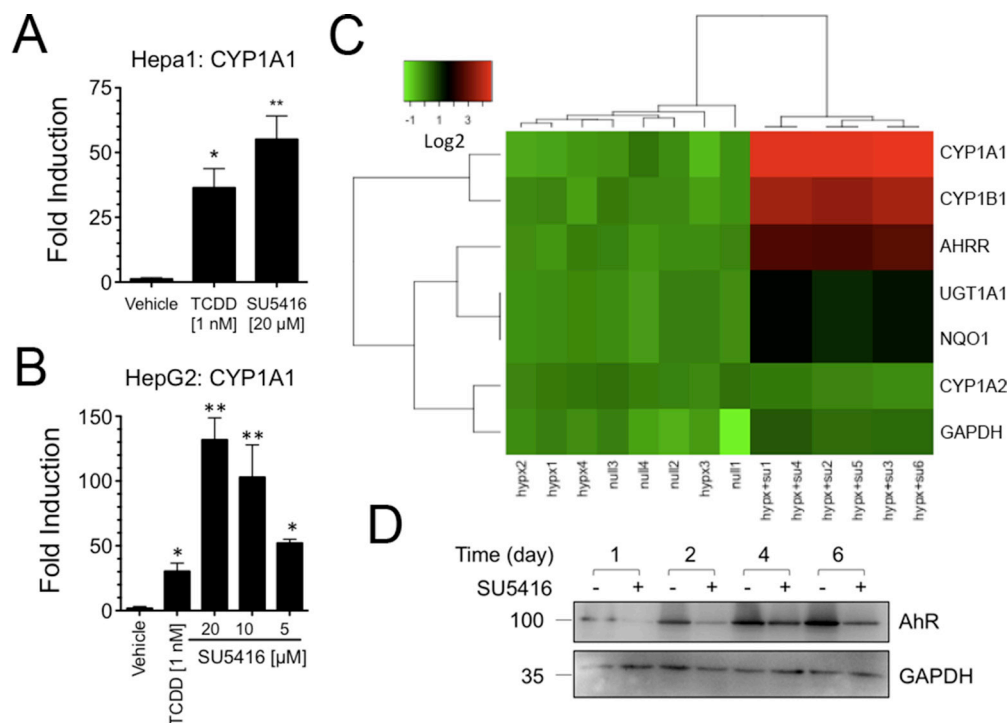 A
Hepa1: CYP1A1
Fold Induction
75
50
25
0
*
**
Vehicle
TCDD
[1 nM]
SU5416
[20 µM]
B
HepG2: CYP1A1
Fold Induction
150
100
50
0
*
**
**
*
Vehicle
TCDD [1 nM]
20 10 5
SU5416 [µM]
C
-1 1 3
Log2
CYP1A1
CYP1B1
AHRR
UGT1A1
NQO1
CYP1A2
GAPDH
hypx2
hypx1
hypx4
null3
null4
null2
hypx3
null1
hypx+su1
hypx+su4
hypx+su2
hypx+su5
hypx+su3
hypx+su6
D
Time (day) 1 2 4 6
SU5416 - + - + - + - +
100 AhR
35 GAPDH